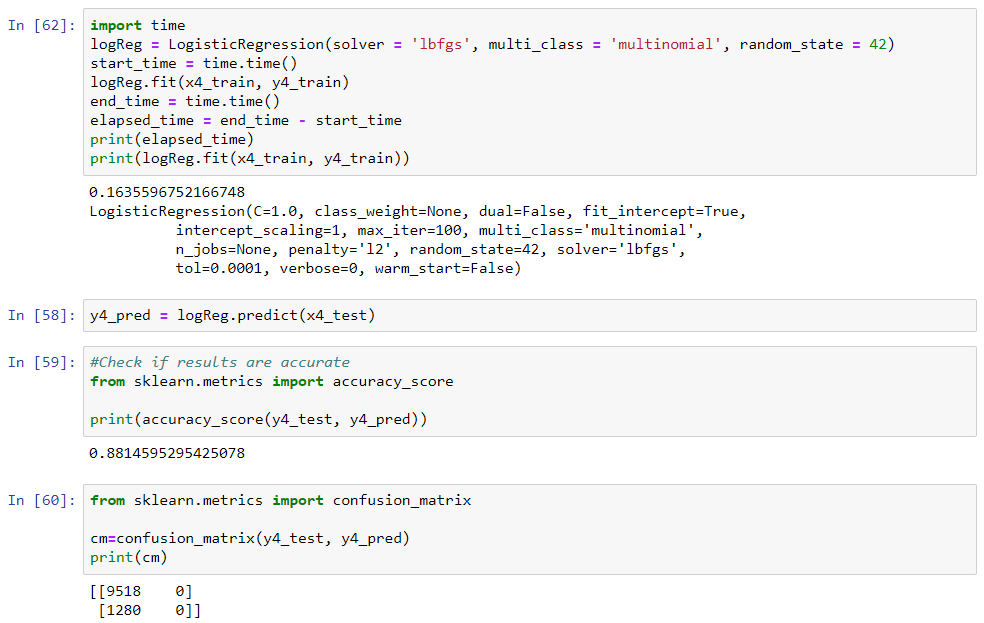 In [62]: import time
logReg = LogisticRegression(solver = 'lbfgs', multi_class = 'multinomial', random_state = 42)
start_time = time.time()
logReg.fit(x4_train, y4_train)
end_time = time.time()
elapsed_time = end_time - start_time
print(elapsed_time)
print(logReg.fit(x4_train, y4_train))
0.1635596752166748
LogisticRegression(C=1.0, class_weight=None, dual=False, fit_intercept=True,
intercept_scaling=1, max_iter=100, multi_class='multinomial',
n_jobs=None, penalty='l2', random_state=42, solver='lbfgs',
tol=0.0001, verbose=0, warm_start=False)
In [58]: y4_pred = logReg.predict(x4_test)
In [59]: #Check if results are accurate
from sklearn.metrics import accuracy_score
print(accuracy_score(y4_test, y4_pred))
0.8814595295425078
In [60]: from sklearn.metrics import confusion_matrix
cm=confusion_matrix(y4_test, y4_pred)
print(cm)
[[9518    0]
[1280    0]]